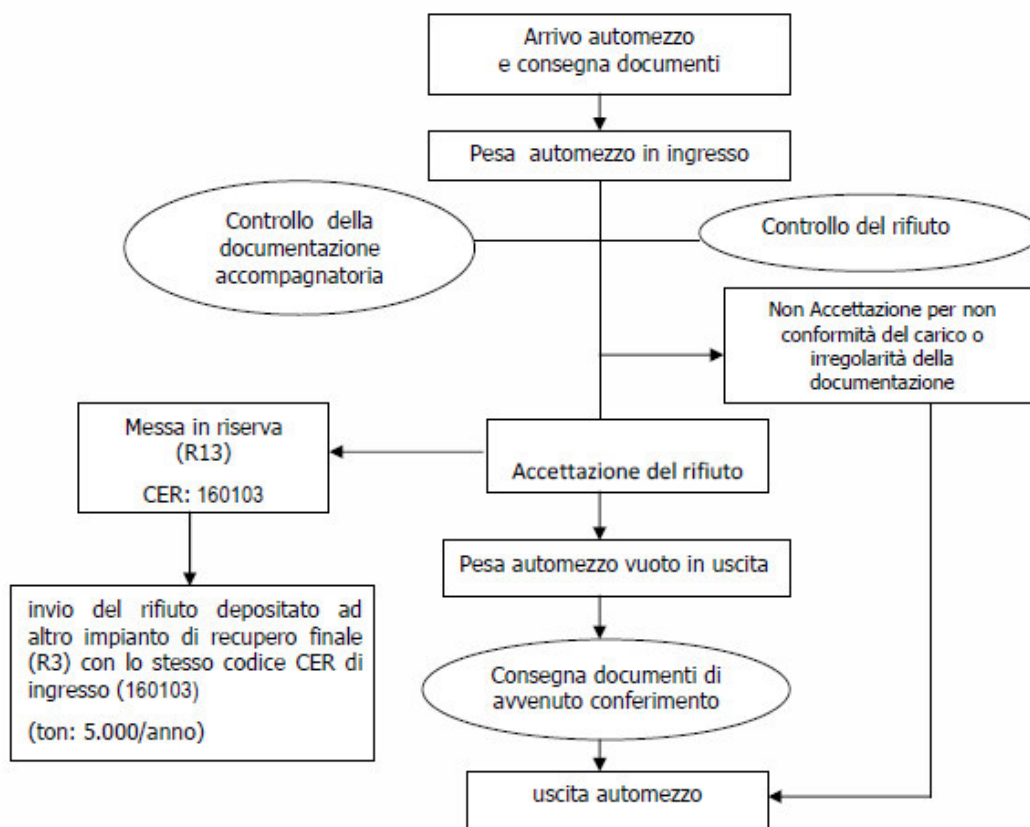 Arrivo automezzo
e consegna documenti
Pesa automezzo in ingresso
Controllo della
documentazione
accompagnatoria
Controllo del rifiuto
Non Accettazione per non
conformità del carico o
irregolarità della
documentazione
Messa in riserva
(R13)
CER: 160103
Accettazione del rifiuto
Pesa automezzo vuoto in uscita
invio del rifiuto depositato ad
altro impianto di recupero finale
(R3) con lo stesso codice CER di
ingresso (160103)
(ton: 5.000/anno)
Consegna documenti di
avvenuto conferimento
uscita automezzo